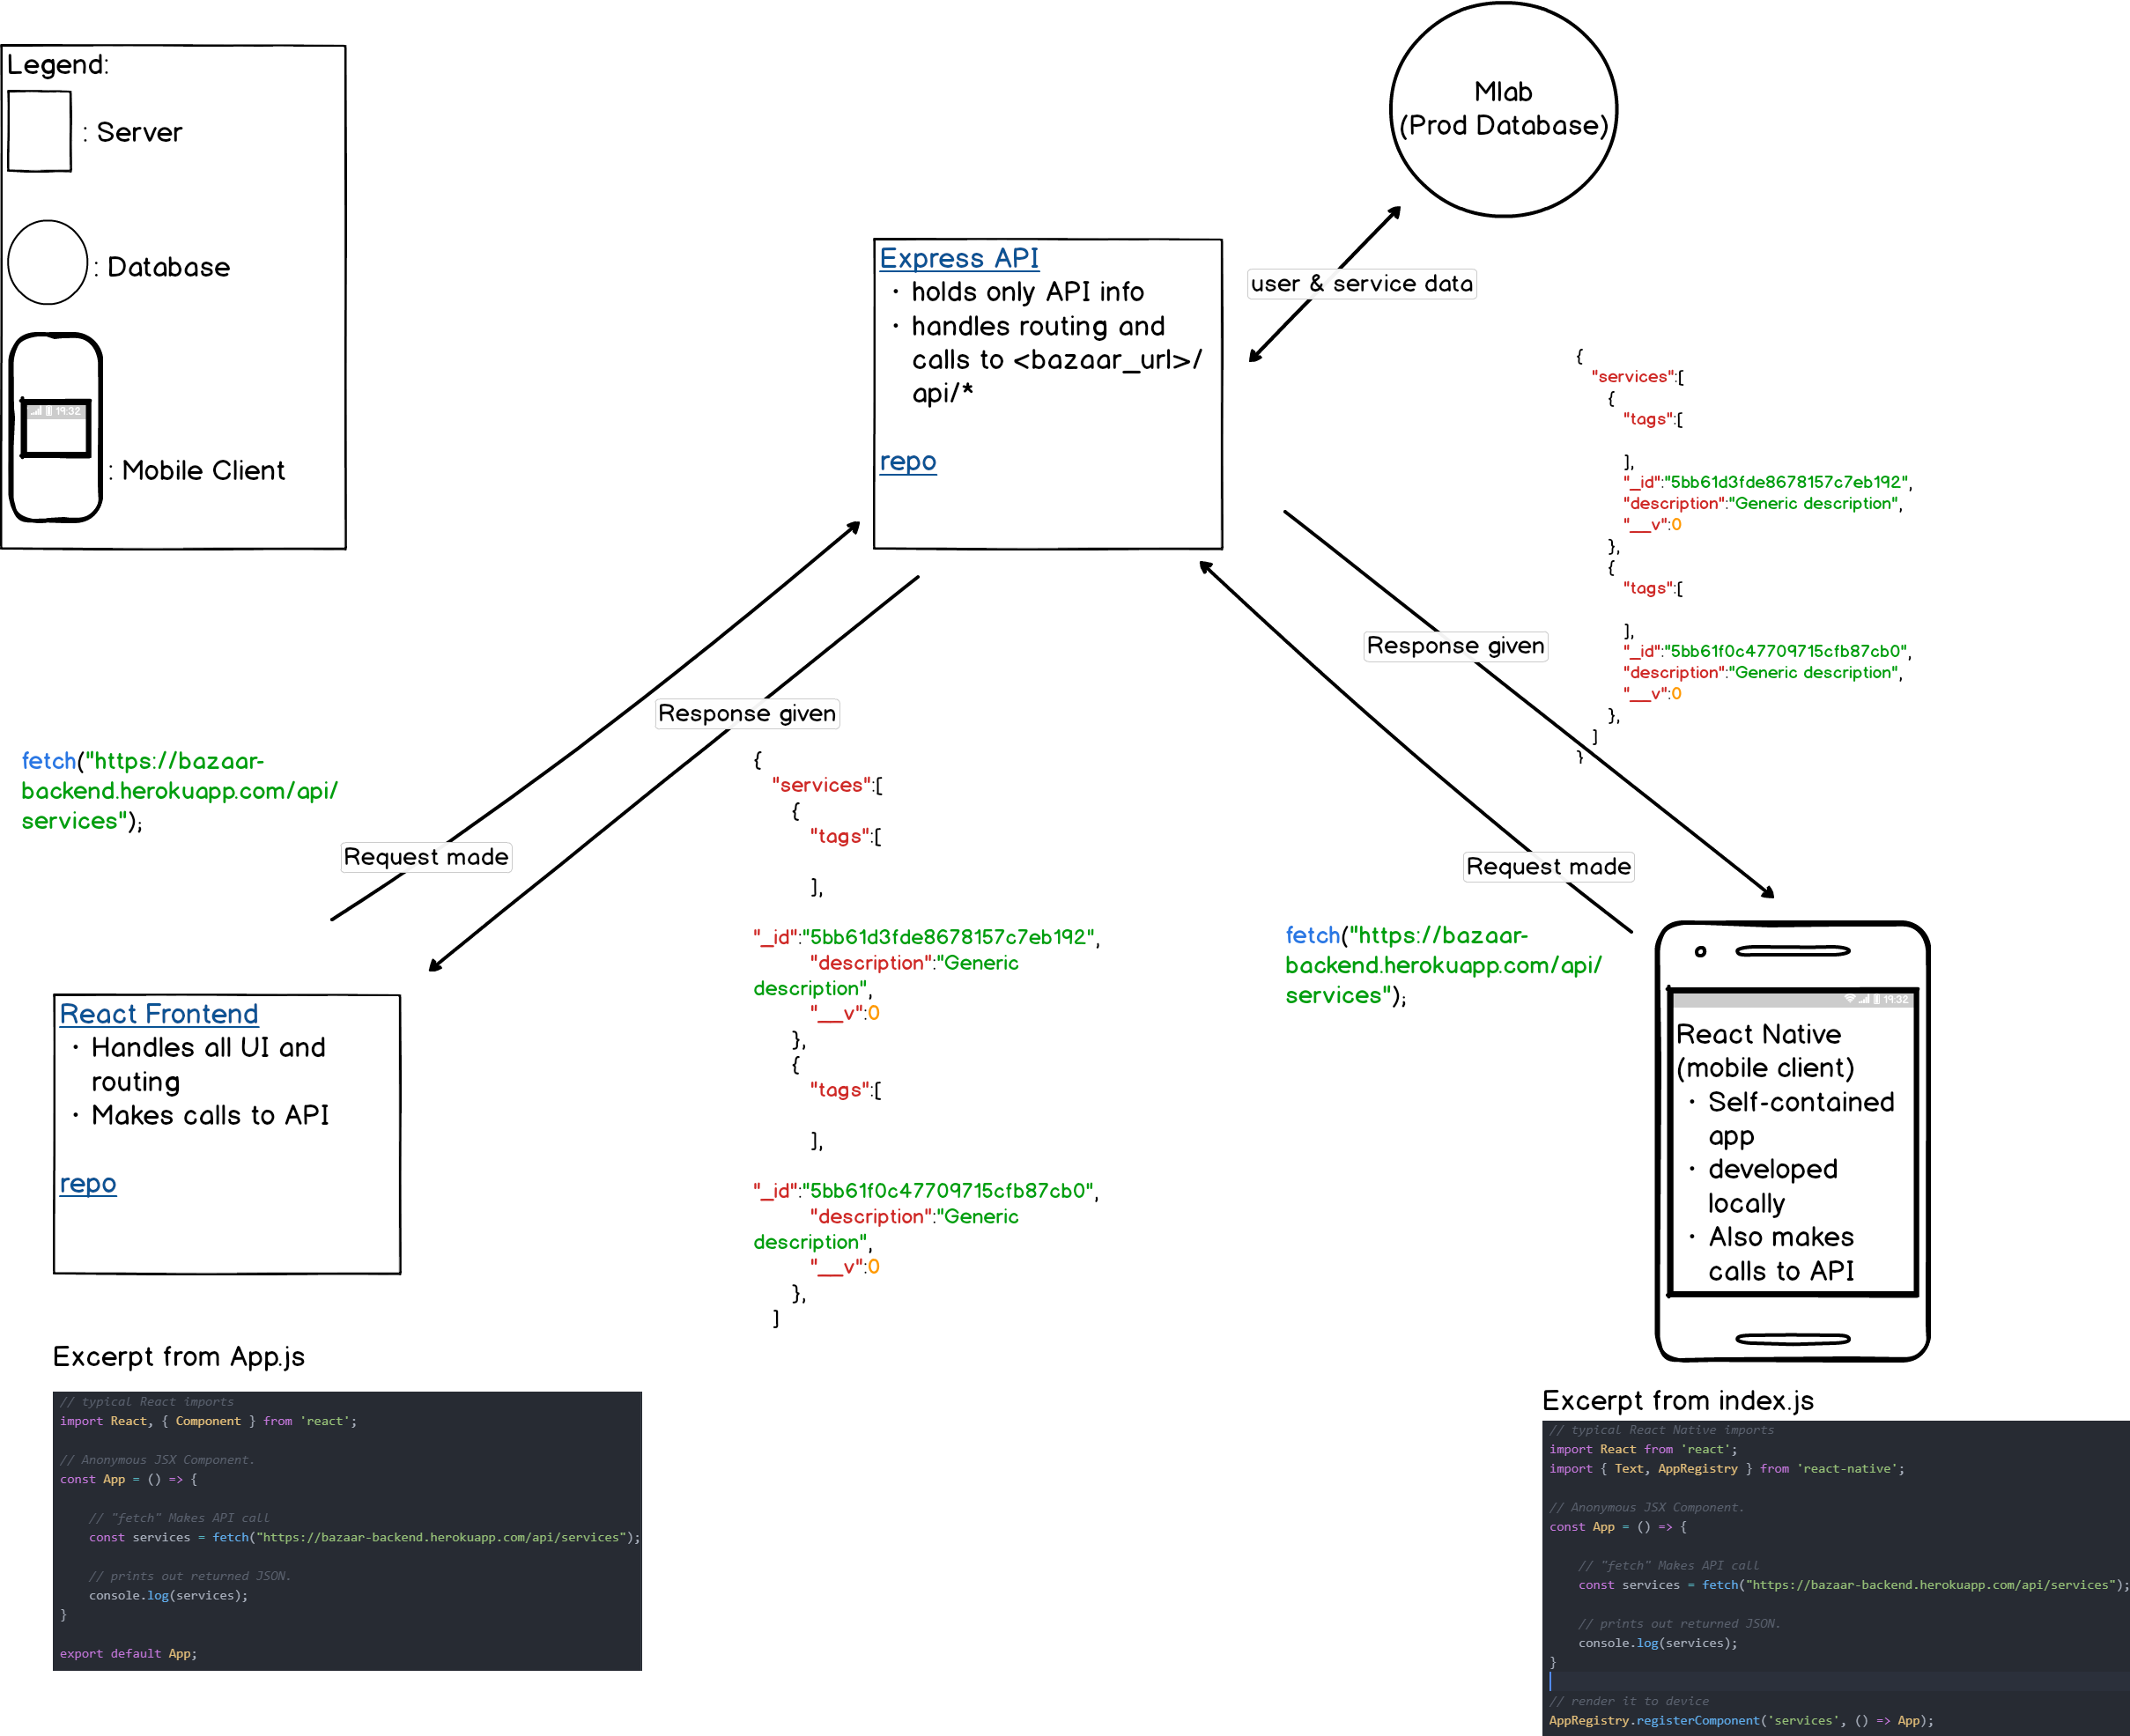 Legend:
: Server
: Database
19:32
: Mobile Client
Mlab
(Prod Database)
Express API
• holds only API info
• handles routing and
calls to <bazaar_url>/
api/*
repo
user & service data
{
"services":[
{
"tags":[
],
"_id":"5bb61d3fde8678157c7eb192",
"description":"Generic description",
"__v":0
},
{
"tags":[
],
"_id":"5bb61f0c47709715cfb87cb0",
"description":"Generic description",
"__v":0
},
]
}
Response given
Request made
fetch("https://bazaar-
backend.herokuapp.com/api/
services");
Response given
Request made
{
"services":[
{
"tags":[
],
"_id":"5bb61d3fde8678157c7eb192",
"description":"Generic
description",
"__v":0
},
{
"tags":[
],
"_id":"5bb61f0c47709715cfb87cb0",
"description":"Generic
description",
"__v":0
},
]
fetch("https://bazaar-
backend.herokuapp.com/api/
services");
React Frontend
• Handles all UI and
routing
• Makes calls to API
repo
19:32
React Native
(mobile client)
• Self-contained
app
• developed
locally
• Also makes
calls to API
Excerpt from App.js
// typical React imports
import React, { Component } from 'react';
// Anonymous JSX Component.
const App = () => {
// "fetch" Makes API call
const services = fetch("https://bazaar-backend.herokuapp.com/api/services");
// prints out returned JSON.
console.log(services);
}
export default App;
Excerpt from index.js
// typical React Native imports
import React from 'react';
import { Text, AppRegistry } from 'react-native';
// Anonymous JSX Component.
const App = () => {
// "fetch" Makes API call
const services = fetch("https://bazaar-backend.herokuapp.com/api/services");
// prints out returned JSON.
console.log(services);
}
// render it to device
AppRegistry.registerComponent('services', () => App);